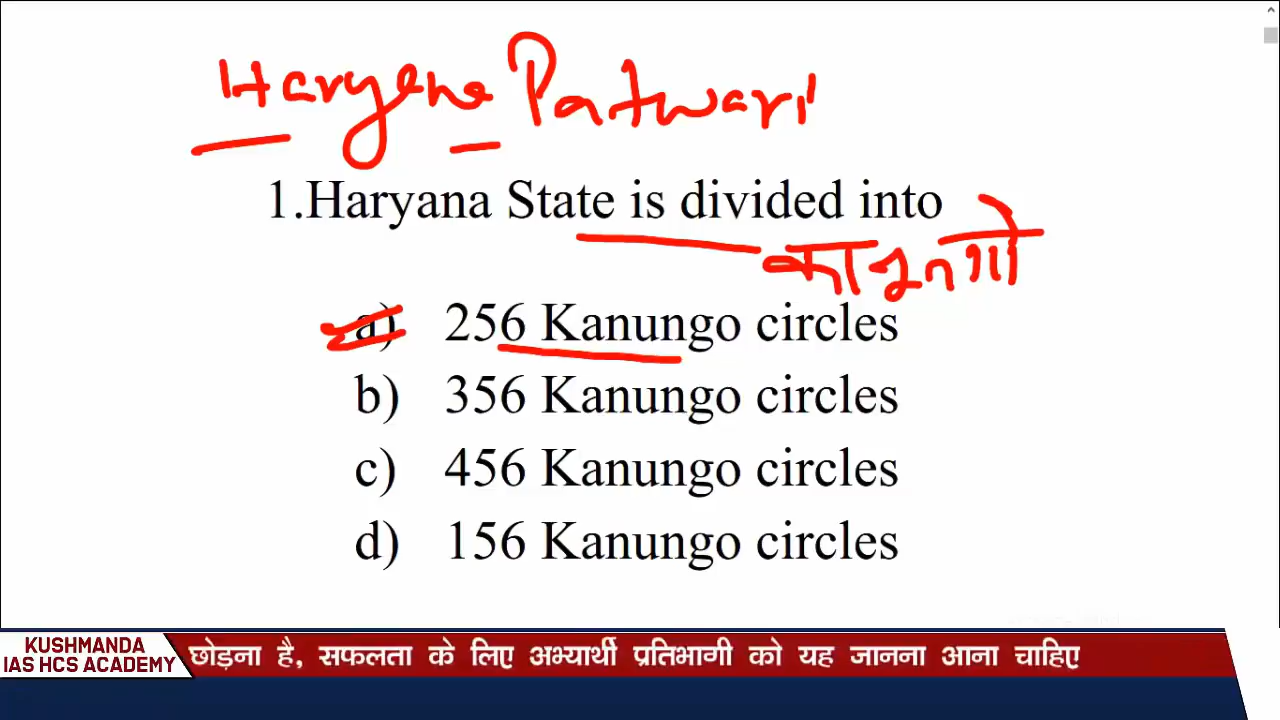 Haryana Patwari
1.Haryana State is divided into
कानूनगो
a) 256 Kanungo circles
b) 356 Kanungo circles
c) 456 Kanungo circles
d) 156 Kanungo circles
KUSHMANDA
IAS HCS ACADEMY
छोड़ना है, सफलता के लिए अभ्यार्थी प्रतिभागी को यह जानना आना चाहिए